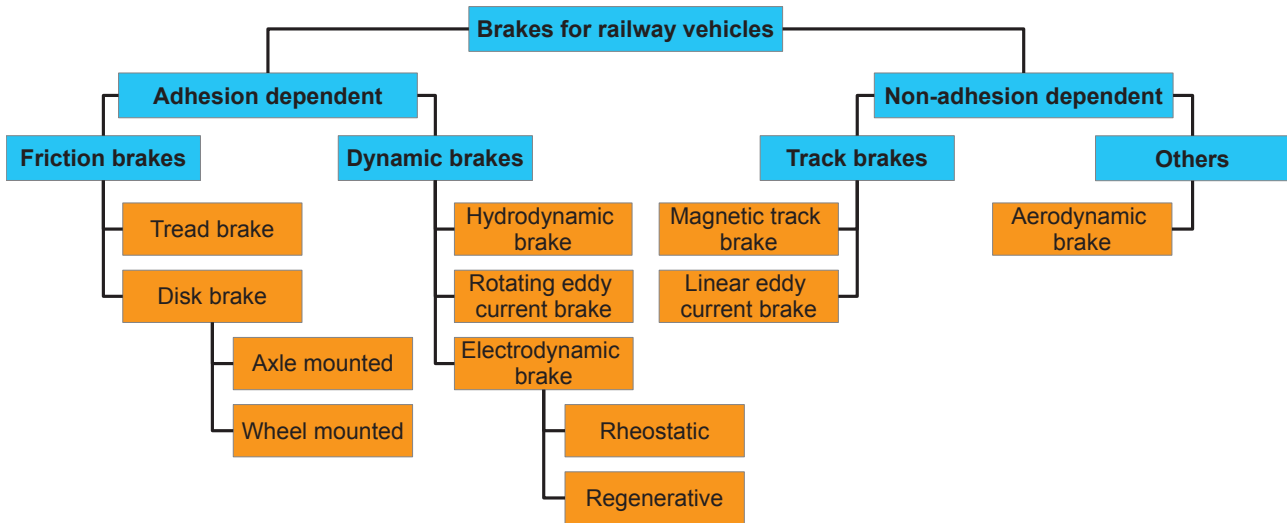 Brakes for railway vehicles
Adhesion dependent
Non-adhesion dependent
Friction brakes
Dynamic brakes
Track brakes
Others
Tread brake
Hydrodynamic
brake
Magnetic track
brake
Aerodynamic
brake
Disk brake
Rotating eddy
current brake
Linear eddy
current brake
Axle mounted
Electrodynamic
brake
Wheel mounted
Rheostatic
Regenerative